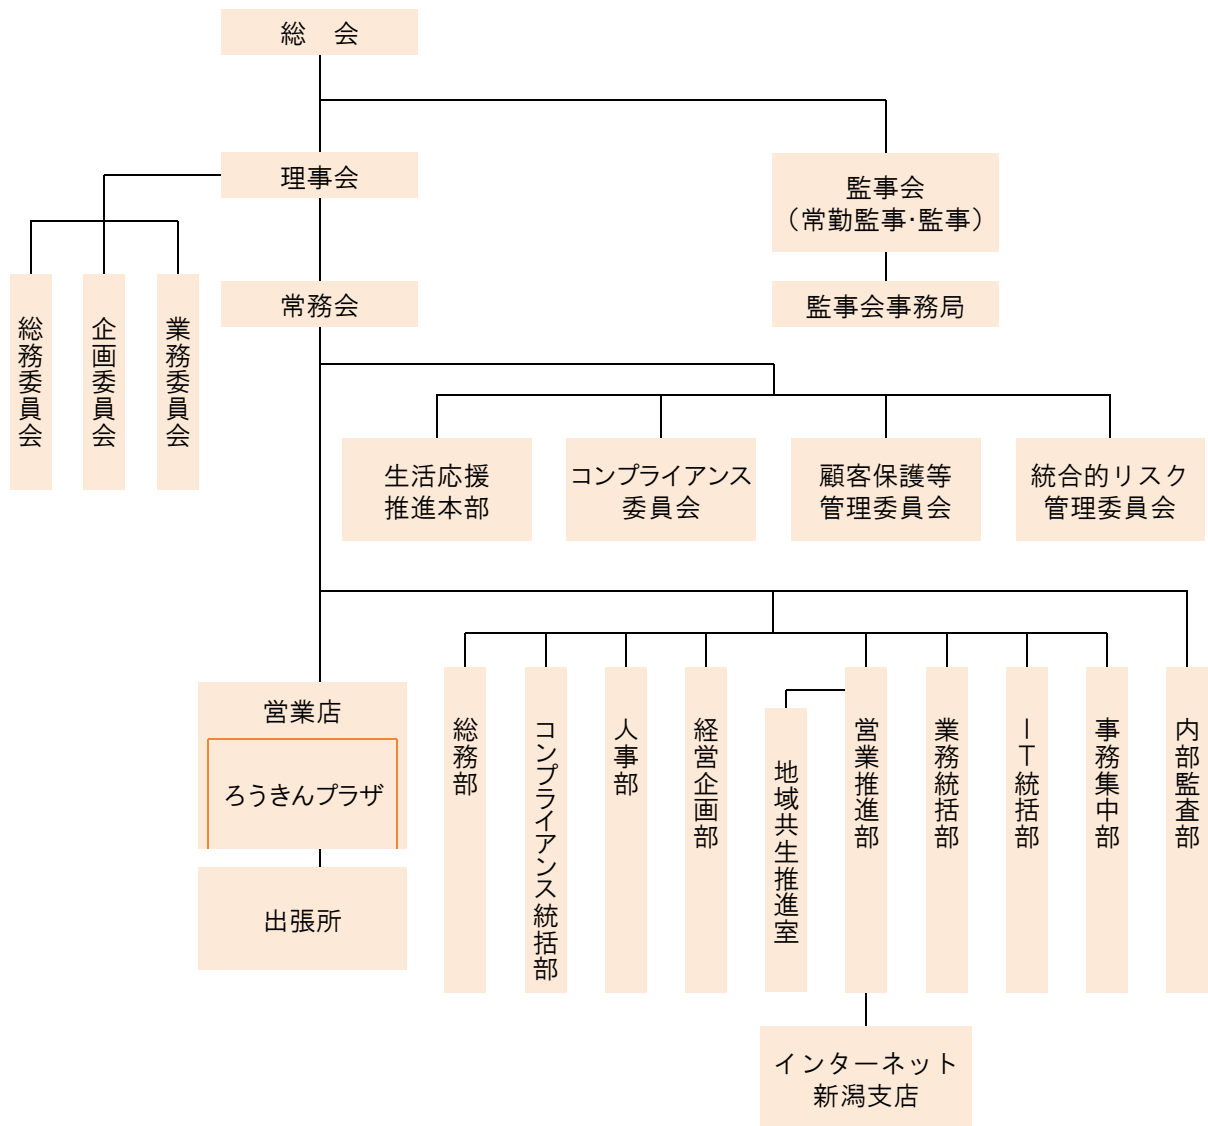 総　会
理事会
監事会
（常勤監事・監事）
常務会
監事会事務局
総務委員会
企画委員会
業務委員会
生活応援
推進本部
コンプライアンス
委員会
顧客保護等
管理委員会
統合的リスク
管理委員会
営業店
ろうきんプラザ
出張所
総務部
コンプライアンス統括部
人事部
経営企画部
地域共生推進室
営業推進部
業務統括部
IT統括部
事務集中部
内部監査部
インターネット
新潟支店